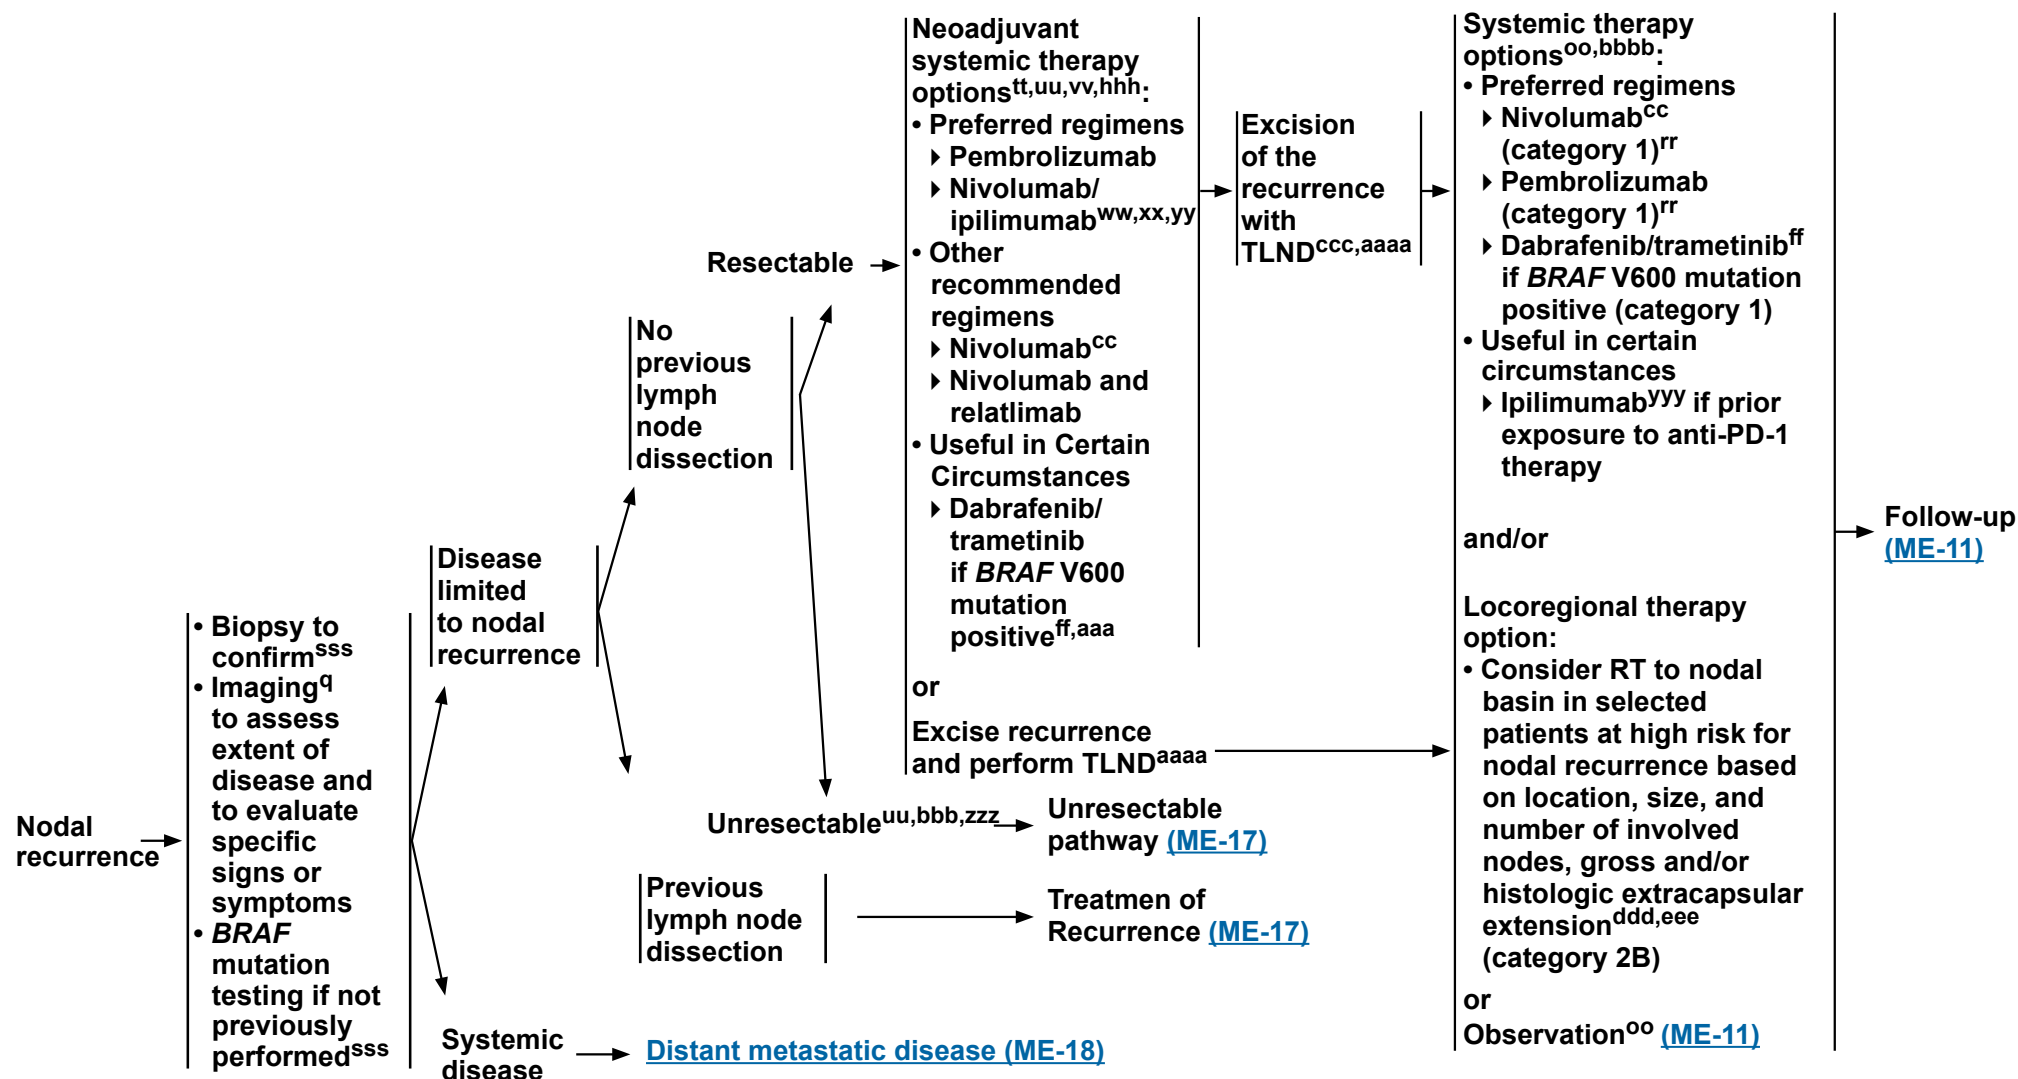 Nodal
recurrence
• Biopsy to
confirmsss
• Imagingq
to assess
extent of
disease and
to evaluate
specific
signs or
symptoms
• BRAF
mutation
testing if not
previously
performedsss
Disease
limited
to nodal
recurrence
Systemic
disease
Distant metastatic disease (ME-18)
No
previous
lymph
node
dissection
Previous
lymph node
dissection
Treatmen of
Recurrence (ME-17)
Resectable
Unresectableuu,bbb,zzz
Unresectable
pathway (ME-17)
Neoadjuvant
systemic therapy
optionstt,uu,vv,hhh:
• Preferred regimens
▸ Pembrolizumab
▸ Nivolumab/
ipilimumabww,xx,yy
• Other
recommended
regimens
▸ Nivolumabcc
▸ Nivolumab and
relatlimab
• Useful in Certain
Circumstances
▸ Dabrafenib/
trametinib
if BRAF V600
mutation
positiveff,aaa
or
Excise recurrence
and perform TLNDaaaa
Excision
of the
recurrence
with
TLNDccc,aaaa
Systemic therapy
optionsoo,bbbb:
• Preferred regimens
▸ Nivolumabcc
(category 1)rr
▸ Pembrolizumab
(category 1)rr
▸ Dabrafenib/trametinibff
if BRAF V600 mutation
positive (category 1)
• Useful in certain
circumstances
▸ Ipilimumabyyy if prior
exposure to anti-PD-1
therapy
and/or
Locoregional therapy
option:
• Consider RT to nodal
basin in selected
patients at high risk for
nodal recurrence based
on location, size, and
number of involved
nodes, gross and/or
histologic extracapsular
extensionddd,eee
(category 2B)
or
Observationoo (ME-11)
Follow-up
(ME-11)